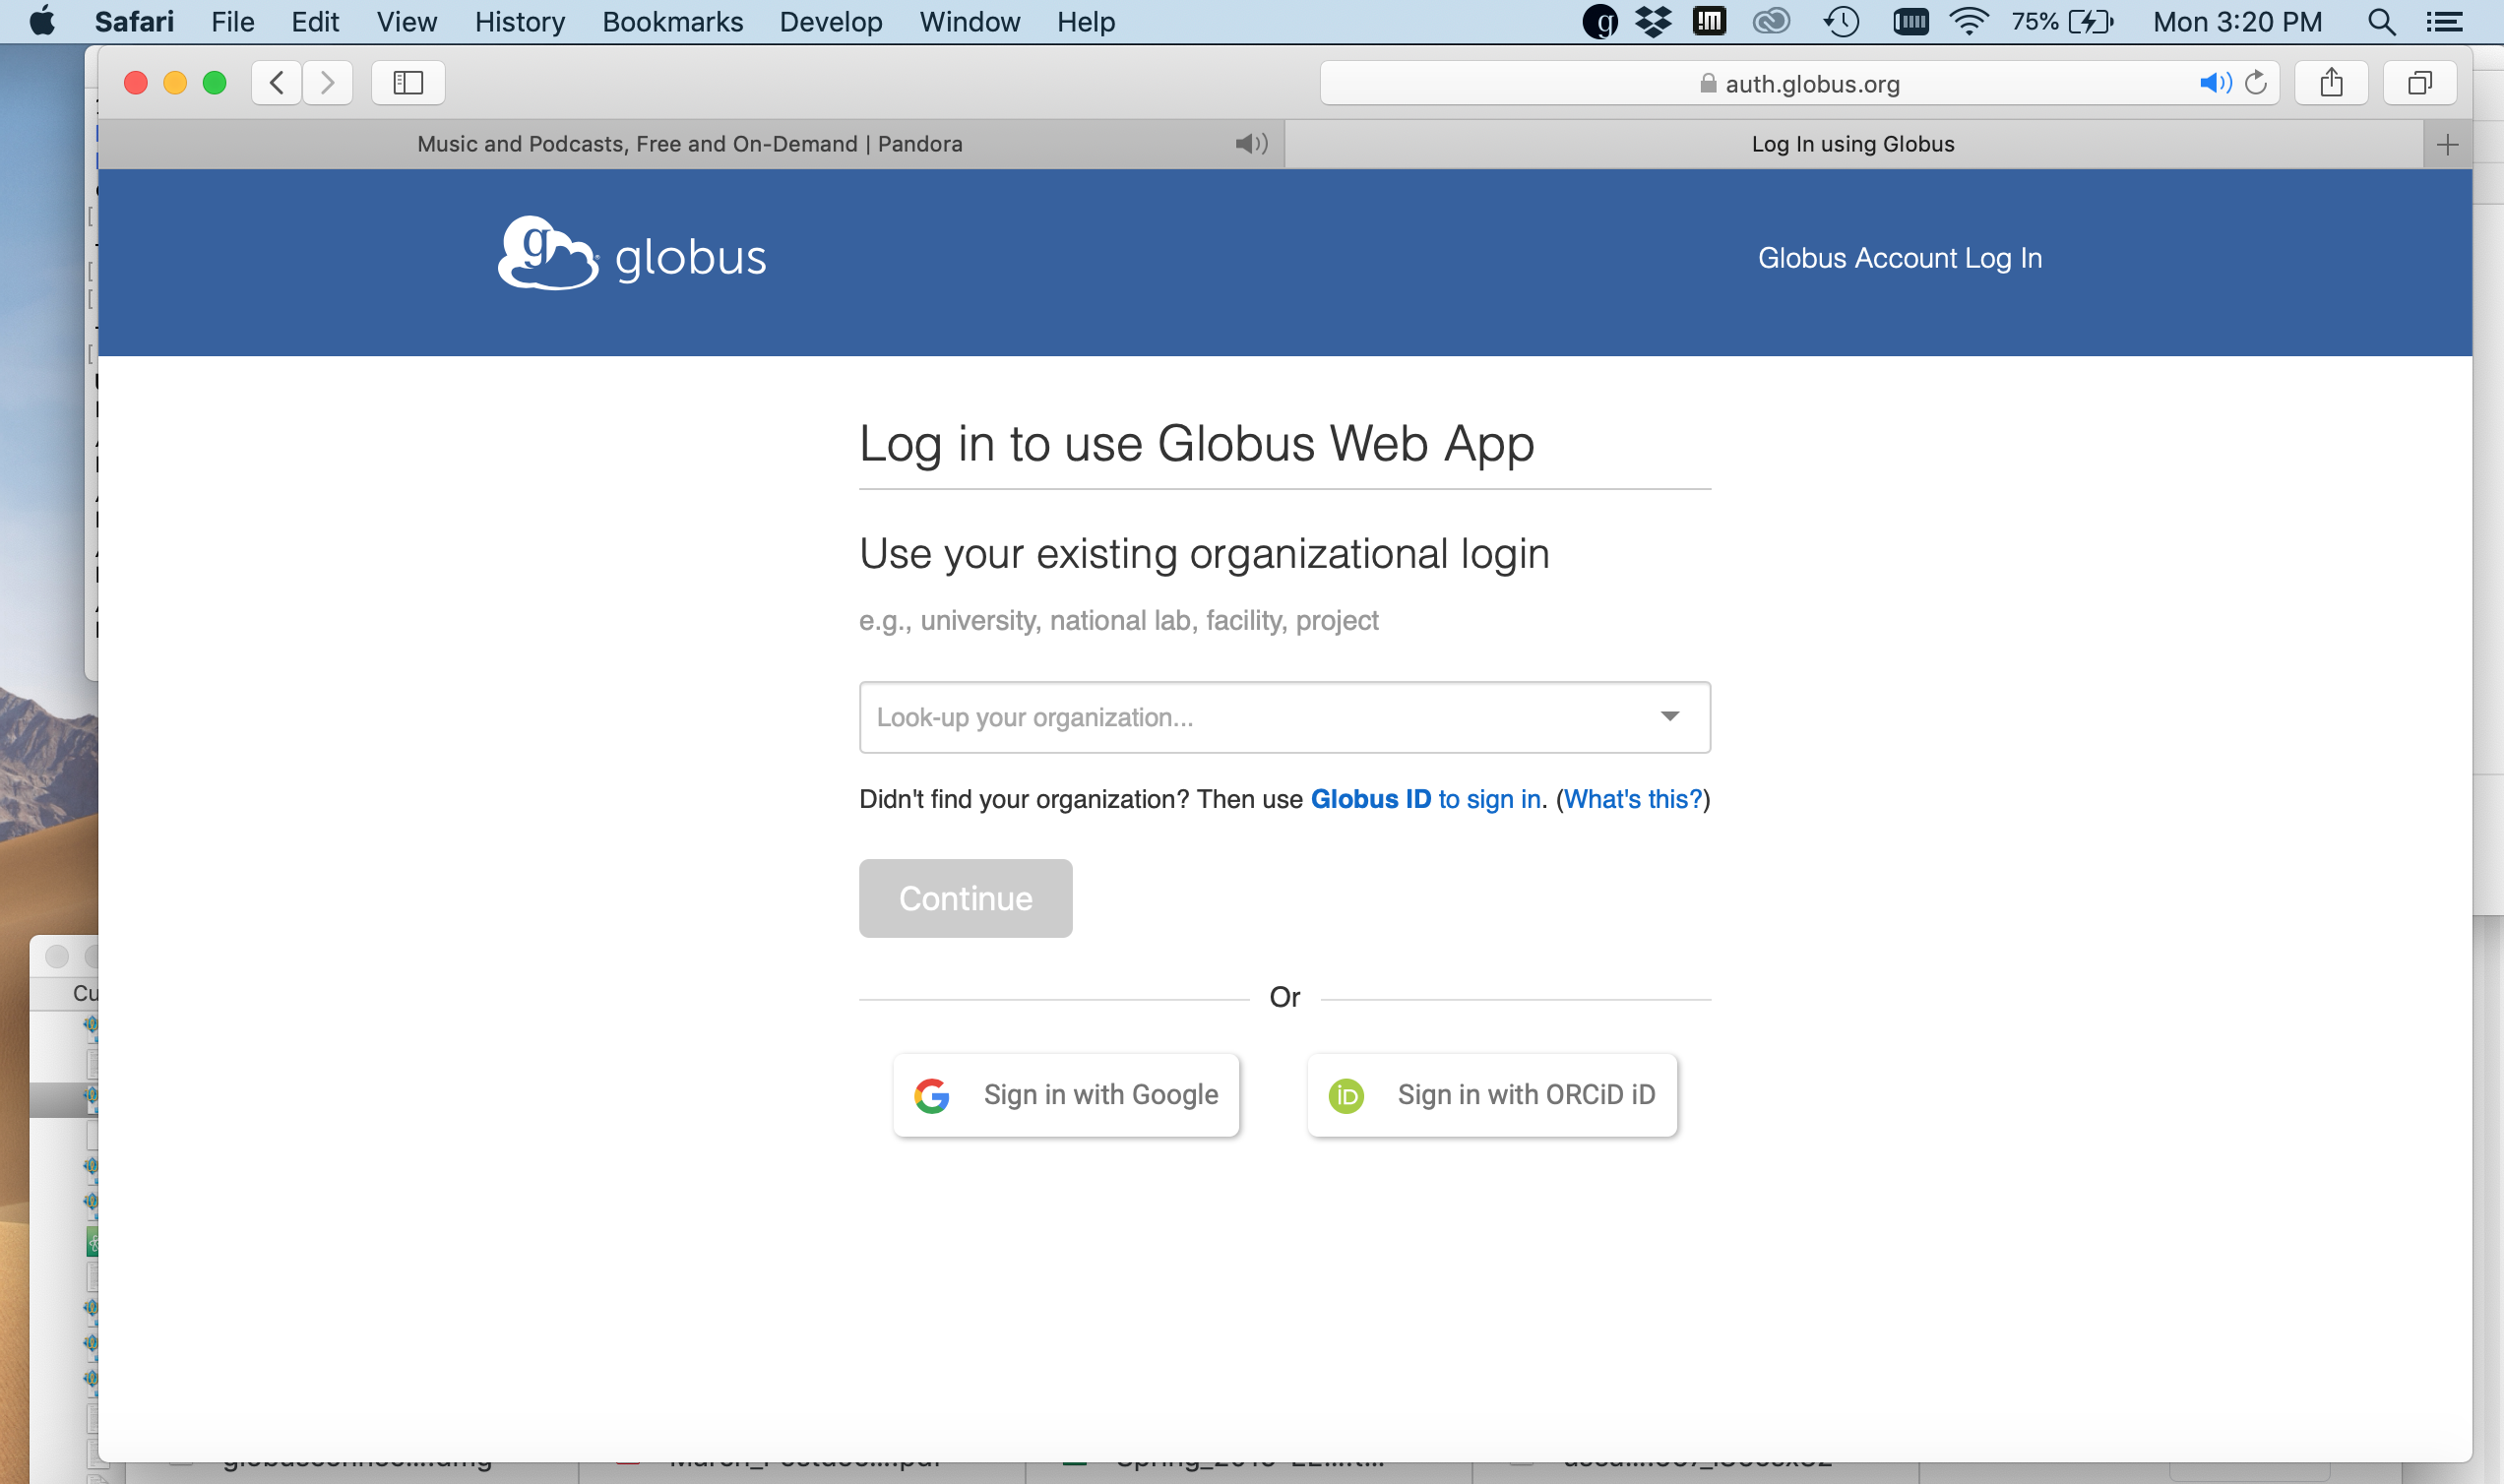 Safari File Edit View History Bookmarks Develop Window Help 75% Mon 3:20 PM
auth.globus.org
Music and Podcasts, Free and On-Demand | Pandora
Log In using Globus
globus
Globus Account Log In
Log in to use Globus Web App
Use your existing organizational login
e.g., university, national lab, facility, project
Look-up your organization...
Didn't find your organization? Then use Globus ID to sign in. (What's this?)
Continue
Or
Sign in with Google
iD Sign in with ORCiD iD
Cu